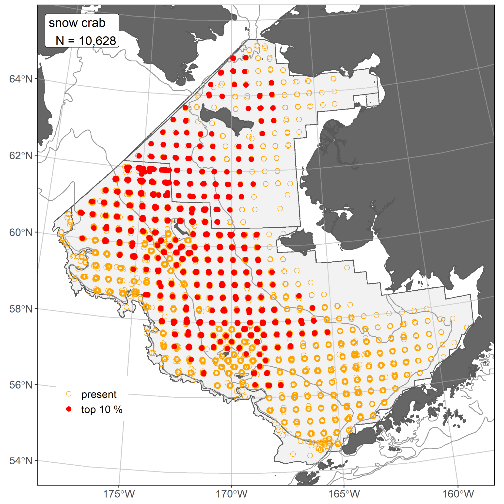 snow crab
N = 10,628
64°N
62°N
60°N
58°N
56°N
54°N
present
top 10 %
175°W
170°W
165°W
160°W